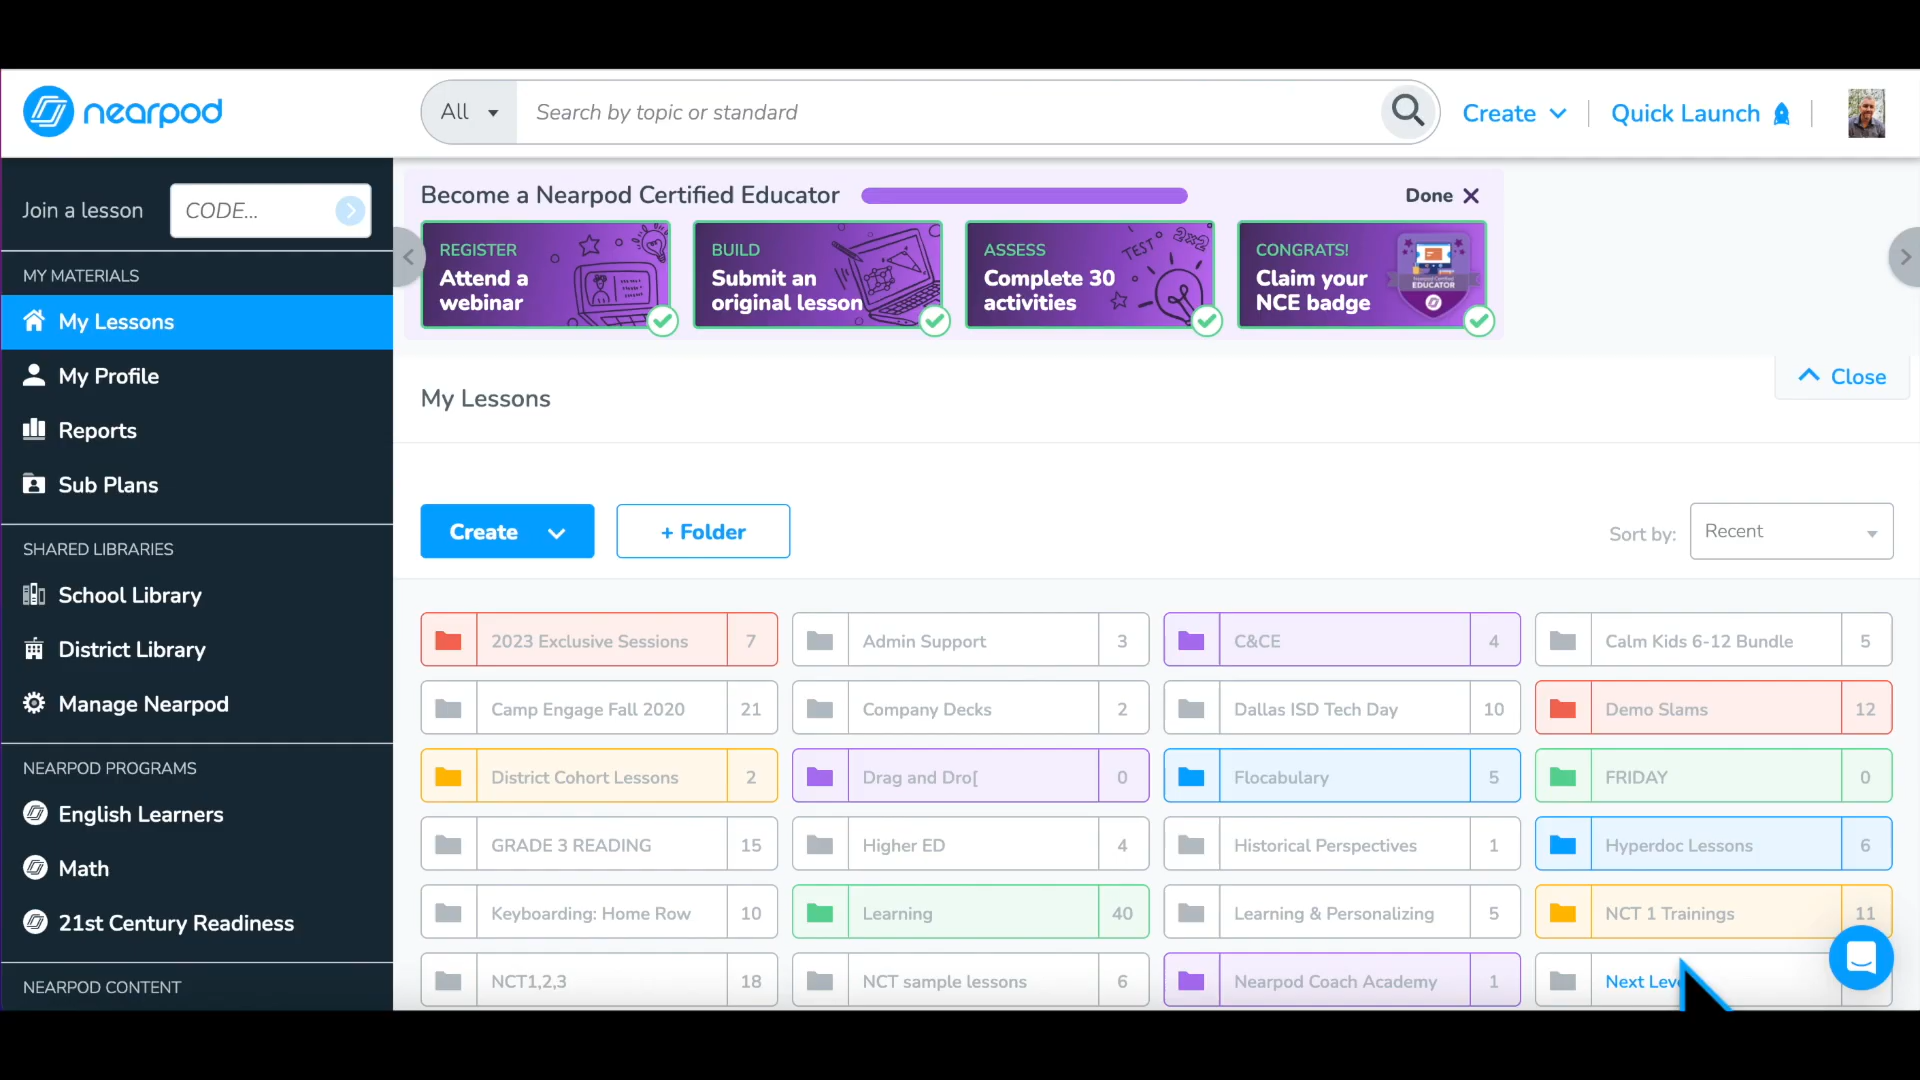 nearpod
All
Search by topic or standard
Create
Quick Launch
Join a lesson
CODE...
MY MATERIALS
My Lessons
My Profile
Reports
Sub Plans
SHARED LIBRARIES
School Library
District Library
Manage Nearpod
NEARPOD PROGRAMS
English Learners
Math
21st Century Readiness
NEARPOD CONTENT
Become a Nearpod Certified Educator
Done
REGISTER
Attend a
webinar
BUILD
Submit an
original lesson
ASSESS
Complete 30
activities
TEST
2x2
CONGRATS!
Claim your
NCE badge
EDUCATOR
Close
My Lessons
Create
+ Folder
Sort by:
Recent
2023 Exclusive Sessions 7
Admin Support 3
C&CE 4
Calm Kids 6-12 Bundle 5
Camp Engage Fall 2020 21
Company Decks 2
Dallas ISD Tech Day 10
Demo Slams 12
District Cohort Lessons 2
Drag and Dro[ 0
Flocabulary 5
FRIDAY 0
GRADE 3 READING 15
Higher ED 4
Historical Perspectives 1
Hyperdoc Lessons 6
Keyboarding: Home Row 10
Learning 40
Learning & Personalizing 5
NCT 1 Trainings 11
NCT1,2,3 18
NCT sample lessons 6
Nearpod Coach Academy 1
Next